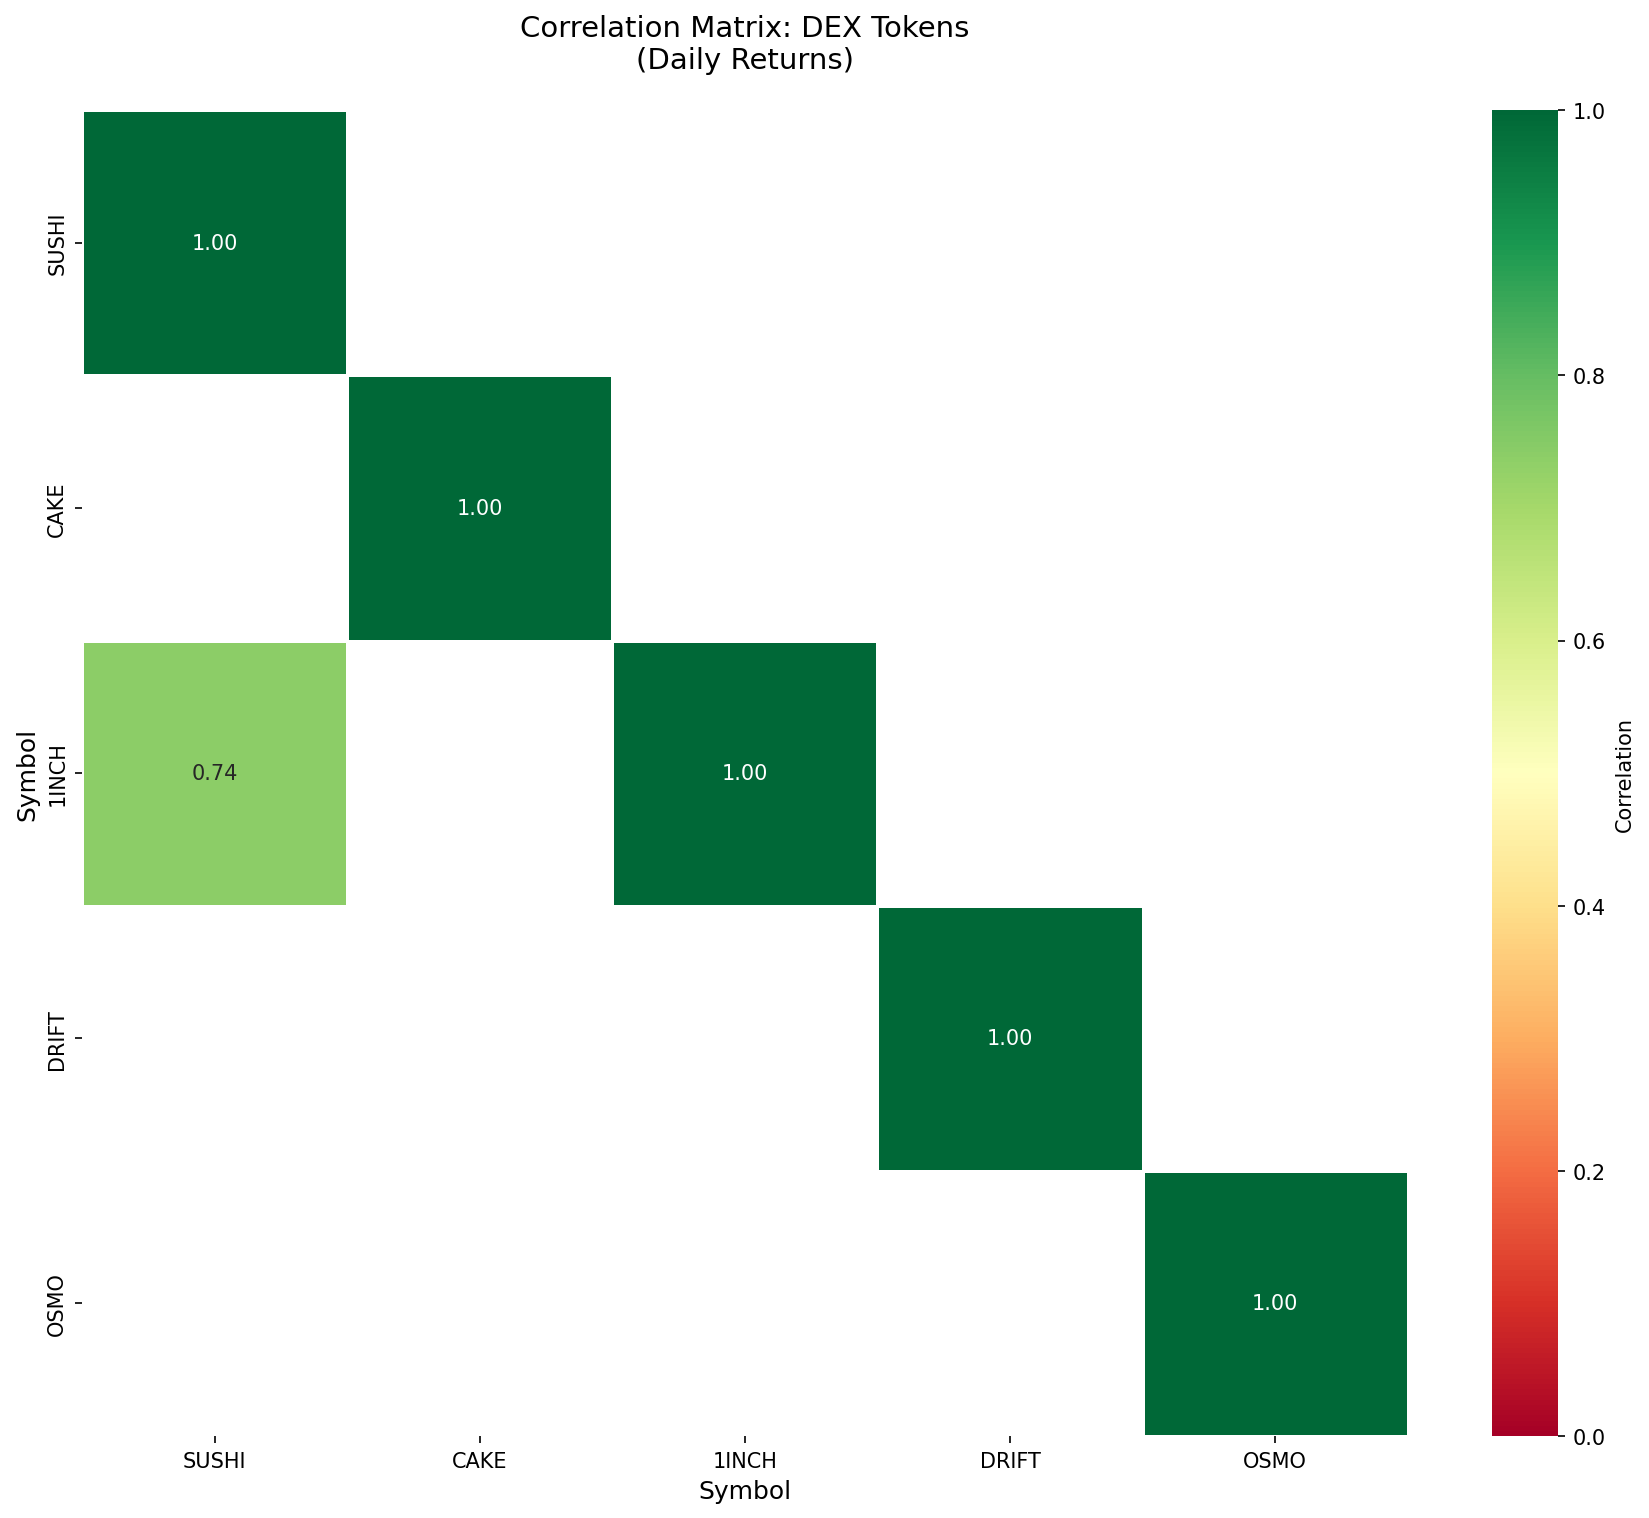 Correlation Matrix: DEX Tokens
(Daily Returns)
Symbol
SUSHI
CAKE
1INCH
DRIFT
OSMO
1.00
1.00
0.74
1.00
1.00
1.00
SUSHI
CAKE
1INCH
DRIFT
OSMO
Symbol
1.0
0.8
0.6
0.4
0.2
0.0
Correlation